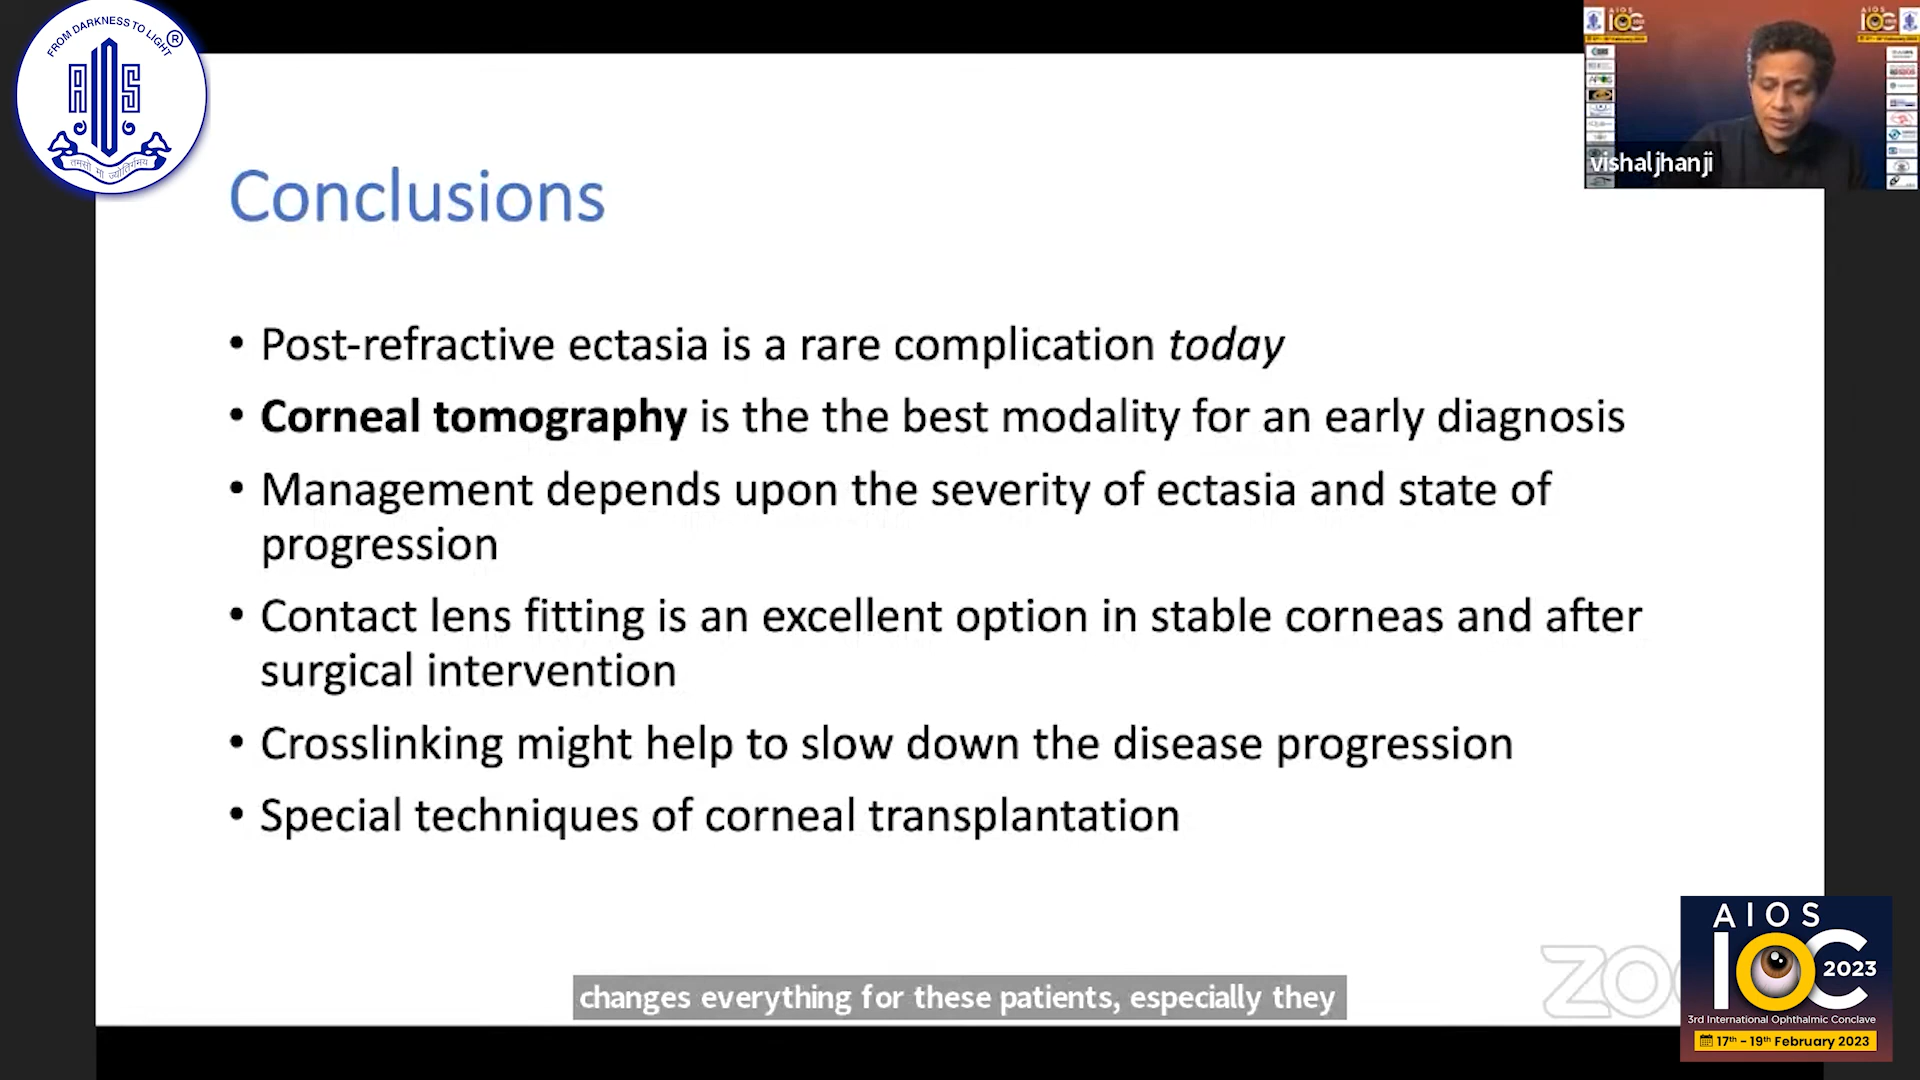 FROM DARKNESS TO LIGHT
®
AIOS
तमसो मा ज्योतिर्गमय
vishaljhanji
Conclusions
• Post-refractive ectasia is a rare complication today
• Corneal tomography is the the best modality for an early diagnosis
• Management depends upon the severity of ectasia and state of
progression
• Contact lens fitting is an excellent option in stable corneas and after
surgical intervention
• Crosslinking might help to slow down the disease progression
• Special techniques of corneal transplantation
changes everything for these patients, especially they
AIOS
IOC 2023
3rd International Ophthalmic Conclave
17th - 19th February 2023